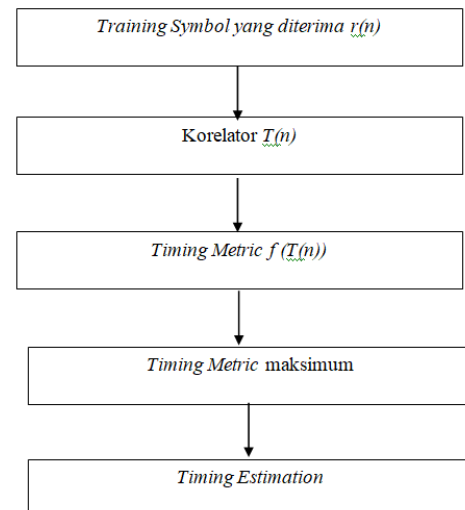 Training Symbol yang diterima r(n)
Korelator T(n)
Timing Metric f (T(n))
Timing Metric maksimum
Timing Estimation